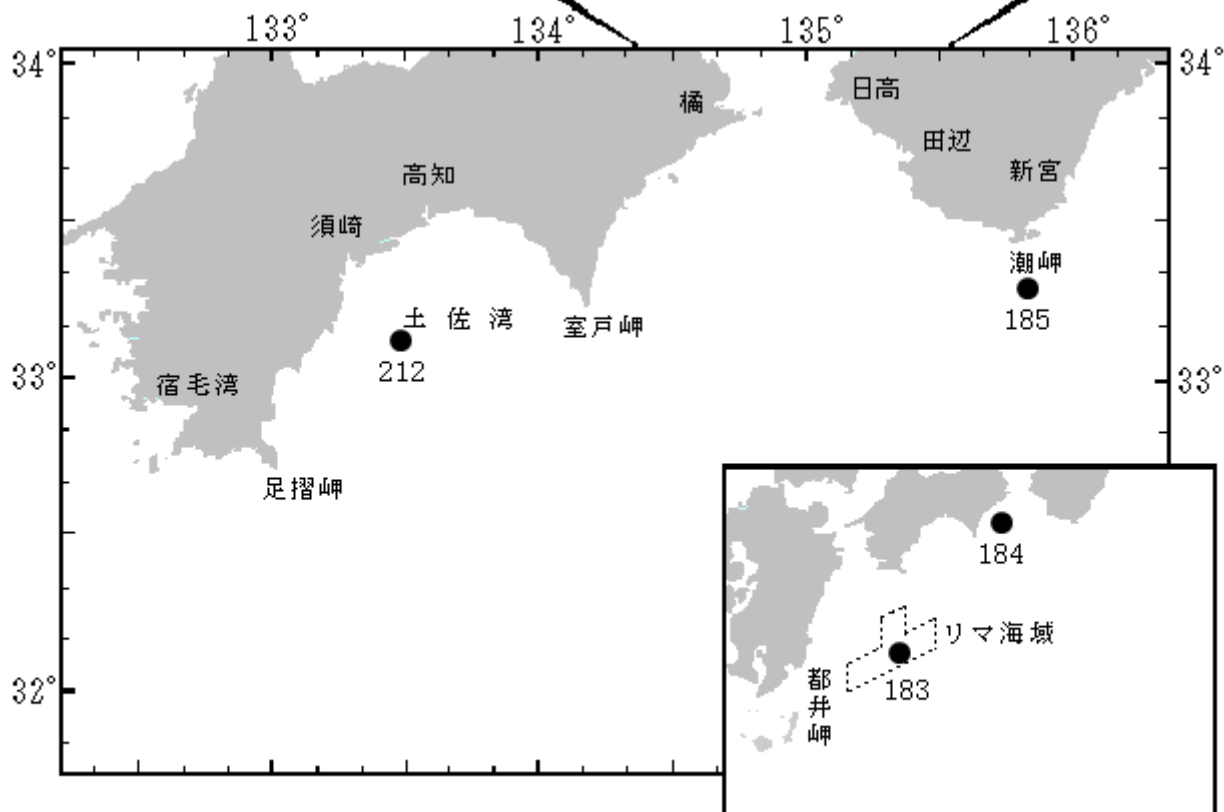 133° 134° 135° 136°
34° 34°
日高
橘
田辺
新宮
高知
須崎
潮岬
185
土佐湾
室戸岬
212
33° 33°
宿毛湾
足摺岬
184
リマ海域
183
都井岬
32°